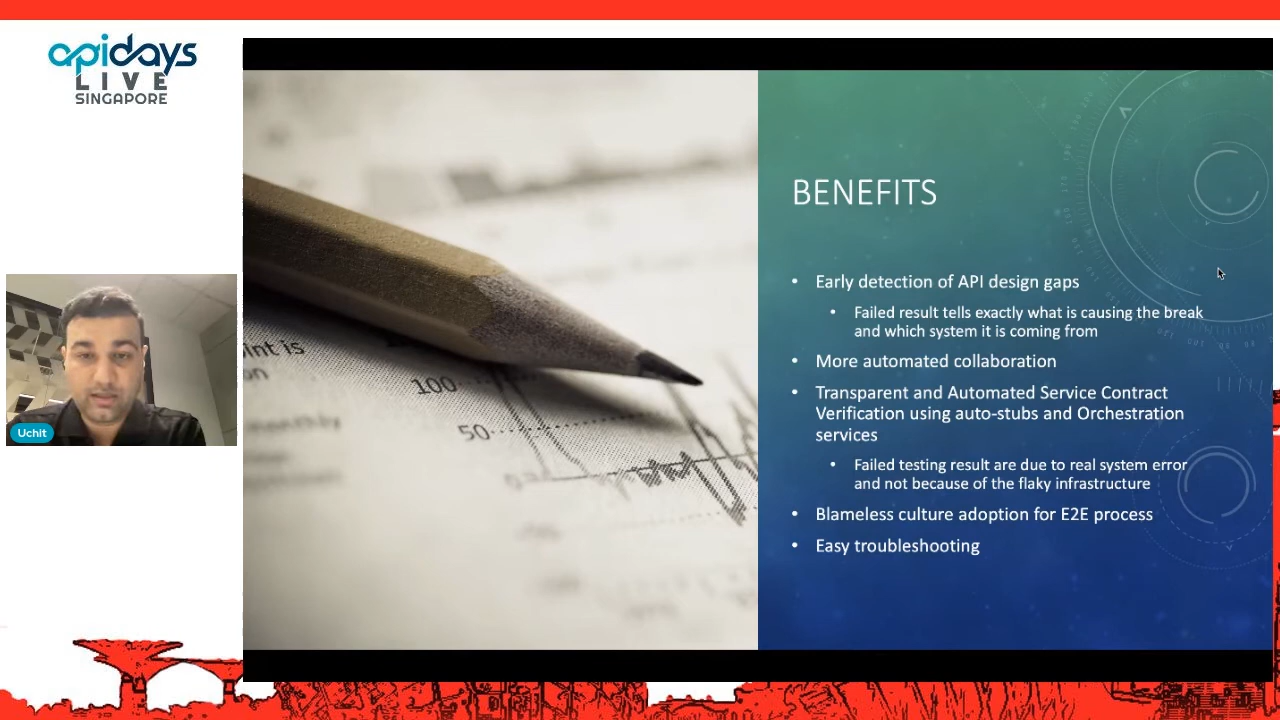 apidays
LIVE
SINGAPORE
Uchit
int is
on
100
50
BENEFITS
• Early detection of API design gaps
• Failed result tells exactly what is causing the break
and which system it is coming from
• More automated collaboration
• Transparent and Automated Service Contract
Verification using auto-stubs and Orchestration
services
• Failed testing result are due to real system error
and not because of the flaky infrastructure
• Blameless culture adoption for E2E process
• Easy troubleshooting